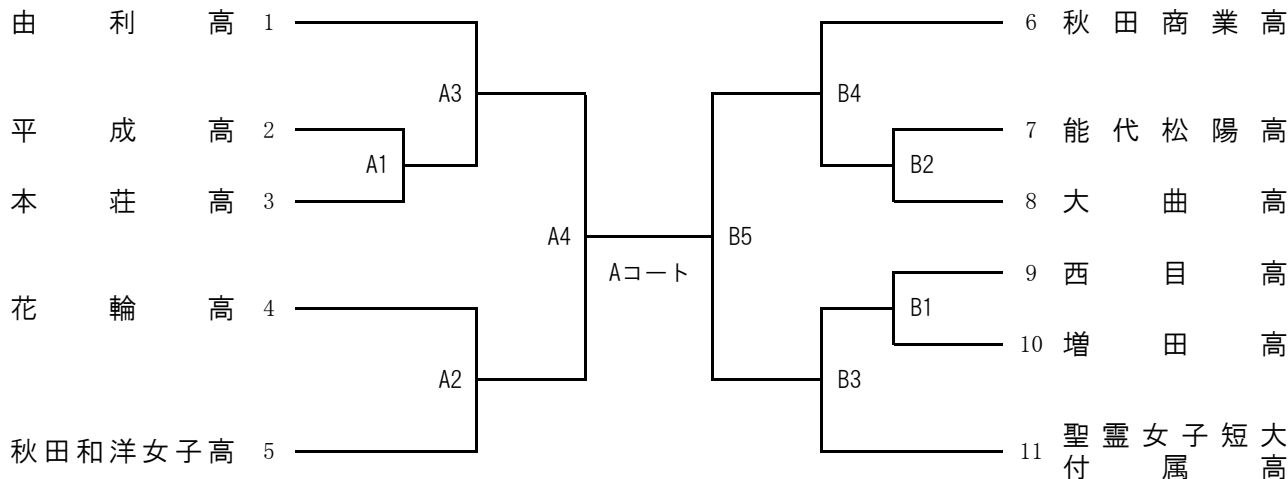 由利高 1
A3
平成高 2
A1
本荘高 3
A4
花輪高 4
A2
秋田和洋女子高 5
Aコート
6 秋田商業高
B4
7 能代松陽高
B2
8 大曲高
B5
9 西目高
B1
10 増田高
B3
11 聖霊女子短大
付属高